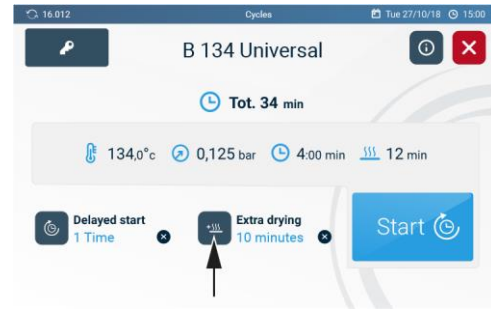 16.012 Cycles Tue 27/10/18 15:00
B 134 Universal
Tot. 34 min
134,0°c 0,125 bar 4:00 min 12 min
Delayed start
1 Time
Extra drying
10 minutes
Start